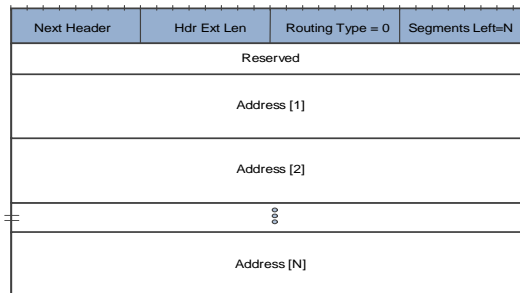 Next Header Hdr Ext Len Routing Type = 0 Segments Left=N
Reserved
Address [1]
Address [2]
Address [N]